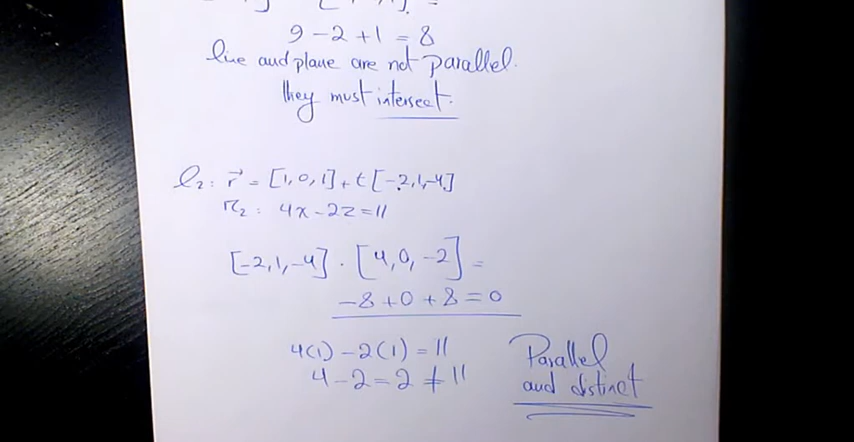 9 - 2 + 1 = 8
line and plane are not parallel.
they must intersect.
l₂: r⃗ = [1, 0, 1] + t [-2, 1, -4]
π₂: 4x - 2z = 11
[-2, 1, -4] · [4, 0, -2] =
-8 + 0 + 8 = 0
4(1) - 2(1) = 11
4 - 2 = 2 ≠ 11
Parallel
and distinct